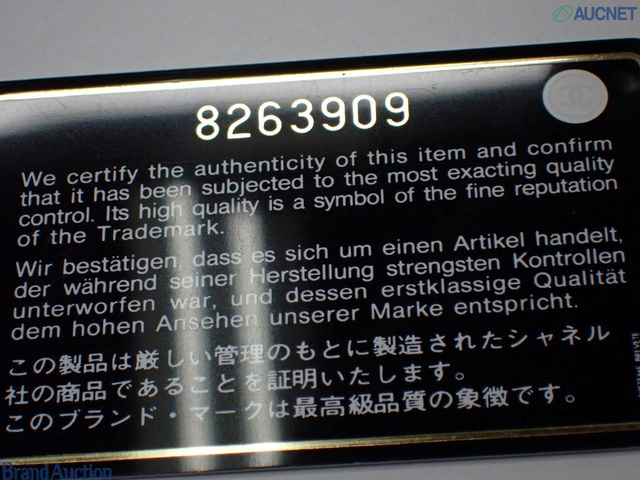 AUCNET
8263909
We certify the authenticity of this item and confirm
that it has been subjected to the most exacting quality
control. Its high quality is a symbol of the fine reputation
of the Trademark.
Wir bestätigen, dass es sich um einen Artikel handelt,
der während seiner Herstellung strengsten Kontrollen
unterworfen war, und dessen erstklassige Qualität
dem hohen Ansehen unserer Marke entspricht.
この製品は厳しい管理のもとに製造されたシャネル
社の商品であることを証明いたします。
このブランド・マークは最高級品質の象徴です。
Brand Auction